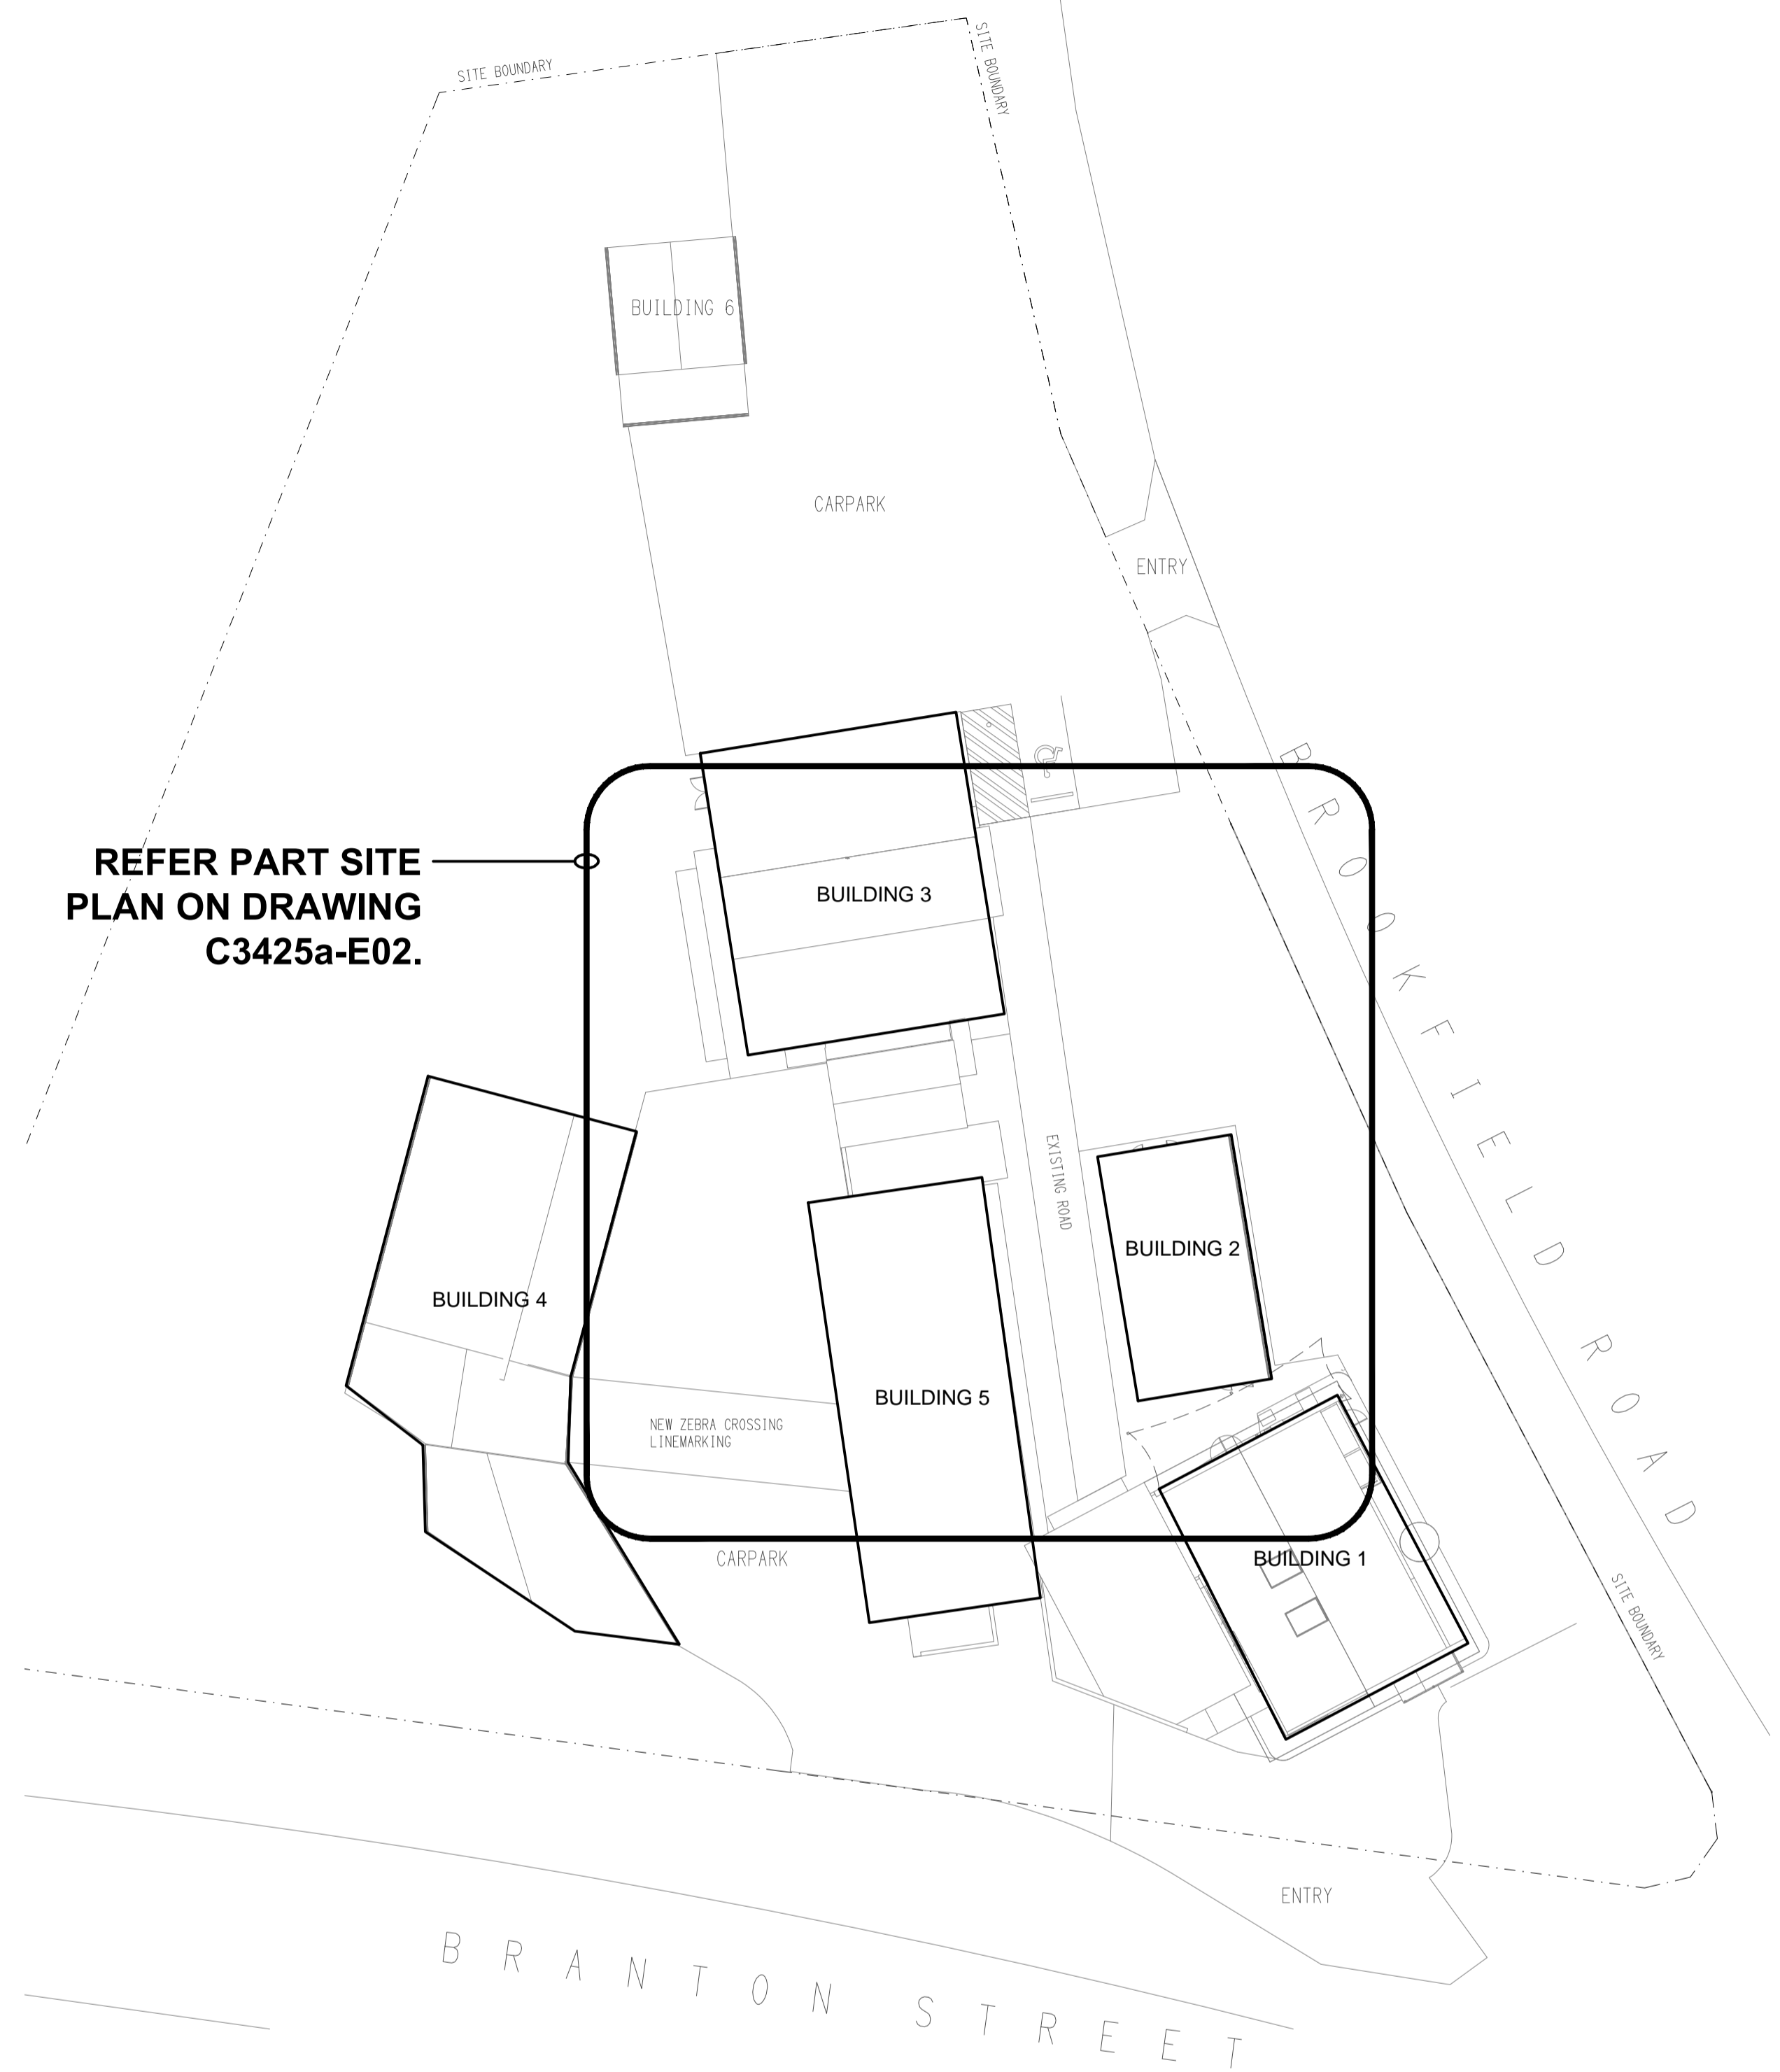 SITE BOUNDARY
SITE BOUNDARY
BUILDING 6
CARPARK
ENTRY
BROOKFIELD ROAD
REFER PART SITE
PLAN ON DRAWING
C3425a-E02.
BUILDING 3
EXISTING ROAD
BUILDING 2
BUILDING 4
BUILDING 5
NEW ZEBRA CROSSING
LINEMARKING
CARPARK
BUILDING 1
SITE BOUNDARY
ENTRY
BRANTON STREET